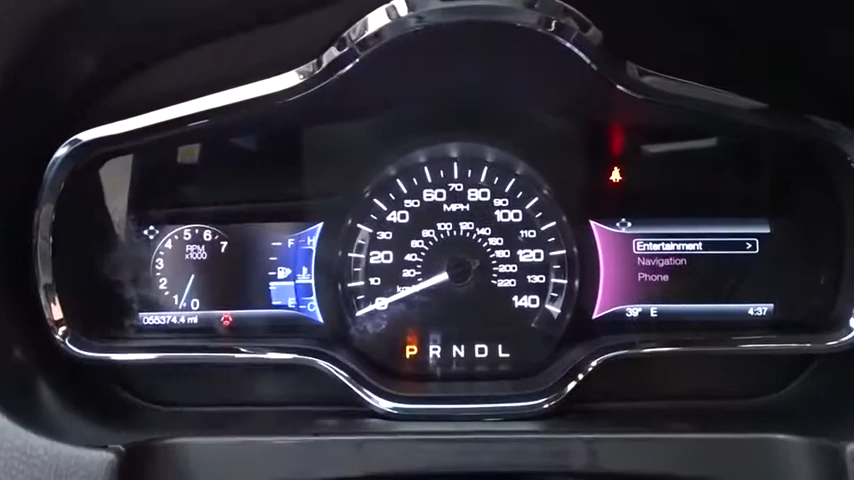 5
4 6
3 7
RPM
x1000
2
1
0
F H
E C
055374.4 mi
70
60 80
50 90
MPH
40 100
30 110
20 120
10 130
0 140
100 120
80 140
60 160
40 180
20 200
220
km/h
P R N D L
Entertainment >
Navigation
Phone
39° E 4:37